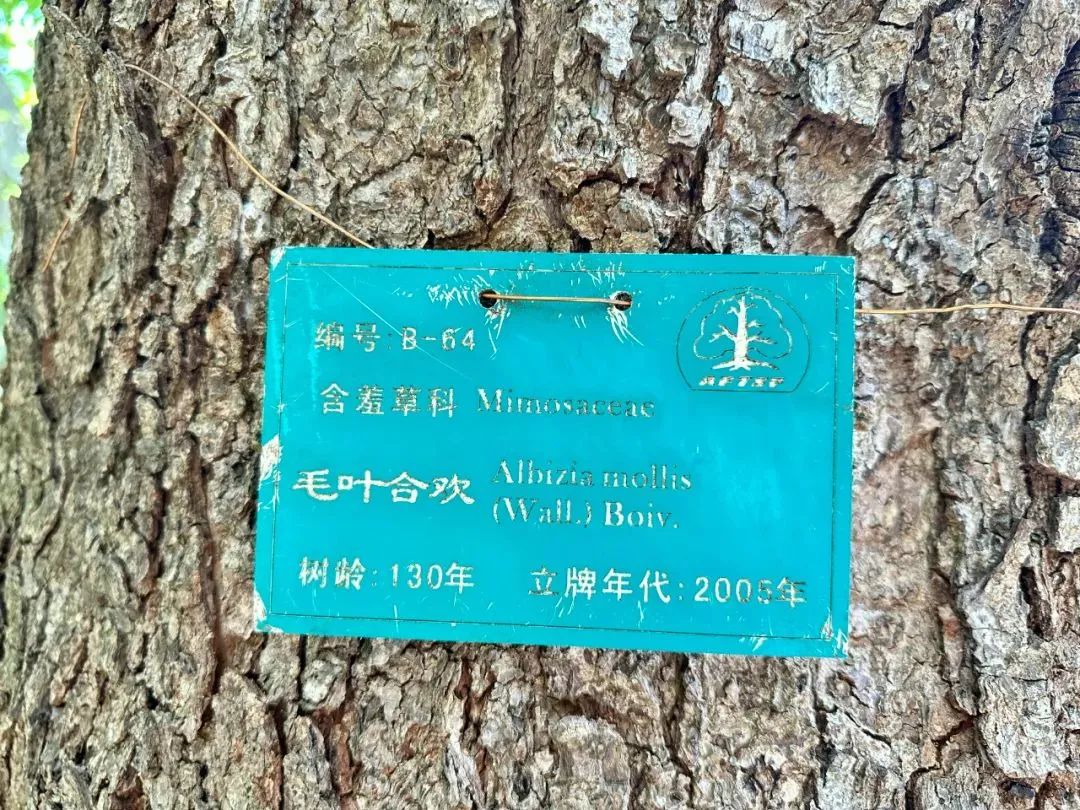 编号:B-64
含羞草科 Mimosaceae
毛叶合欢 Albizia mollis
(Wall.) Boiv.
树龄:130年 立牌年代:2005年